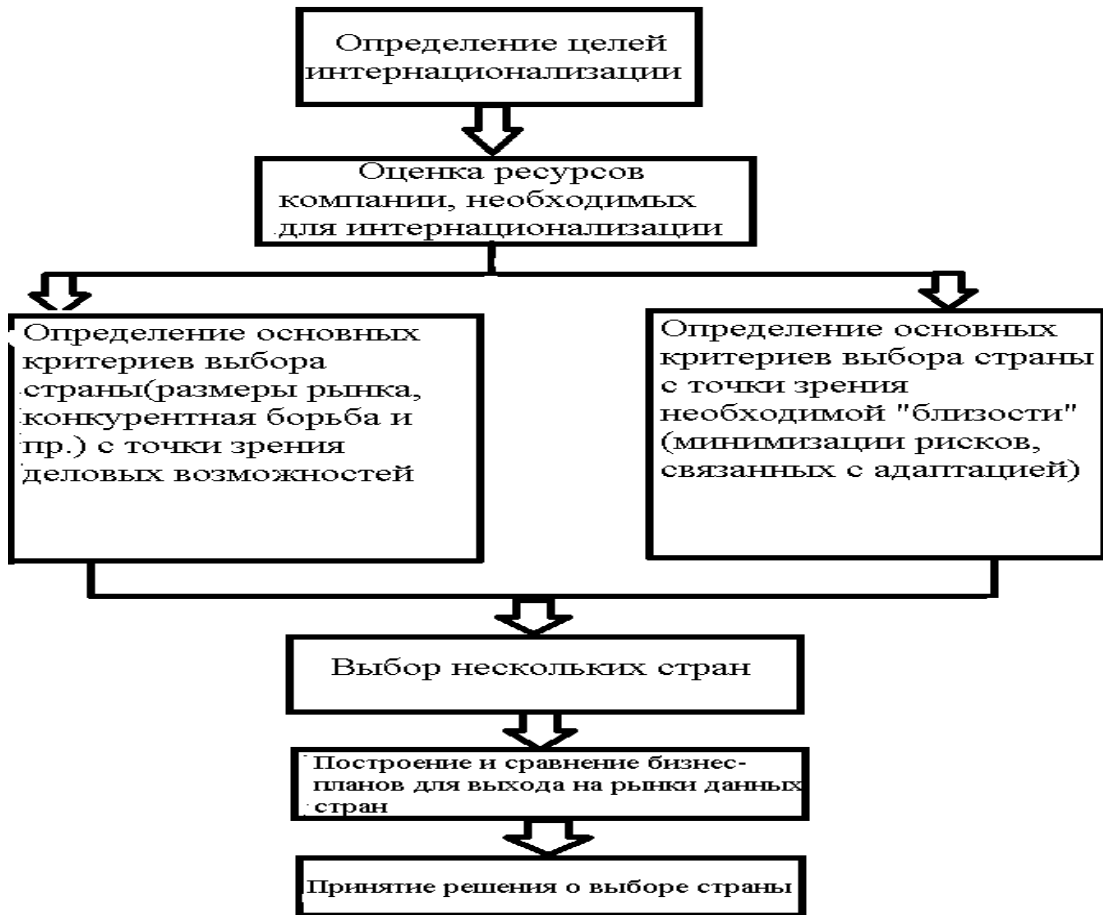 Определение целей
интернационализации
Оценка ресурсов
компании, необходимых
для интернационализации
Определение основных
критериев выбора
страны(размеры рынка,
конкурентная борьба и
пр.) с точки зрения
деловых возможностей
Определение основных
критериев выбора страны
с точки зрения
необходимой "близости"
(минимизации рисков,
связанных с адаптацией)
Выбор нескольких стран
Построение и сравнение бизнес-
планов для выхода на рынки данных
стран
Принятие решения о выборе страны